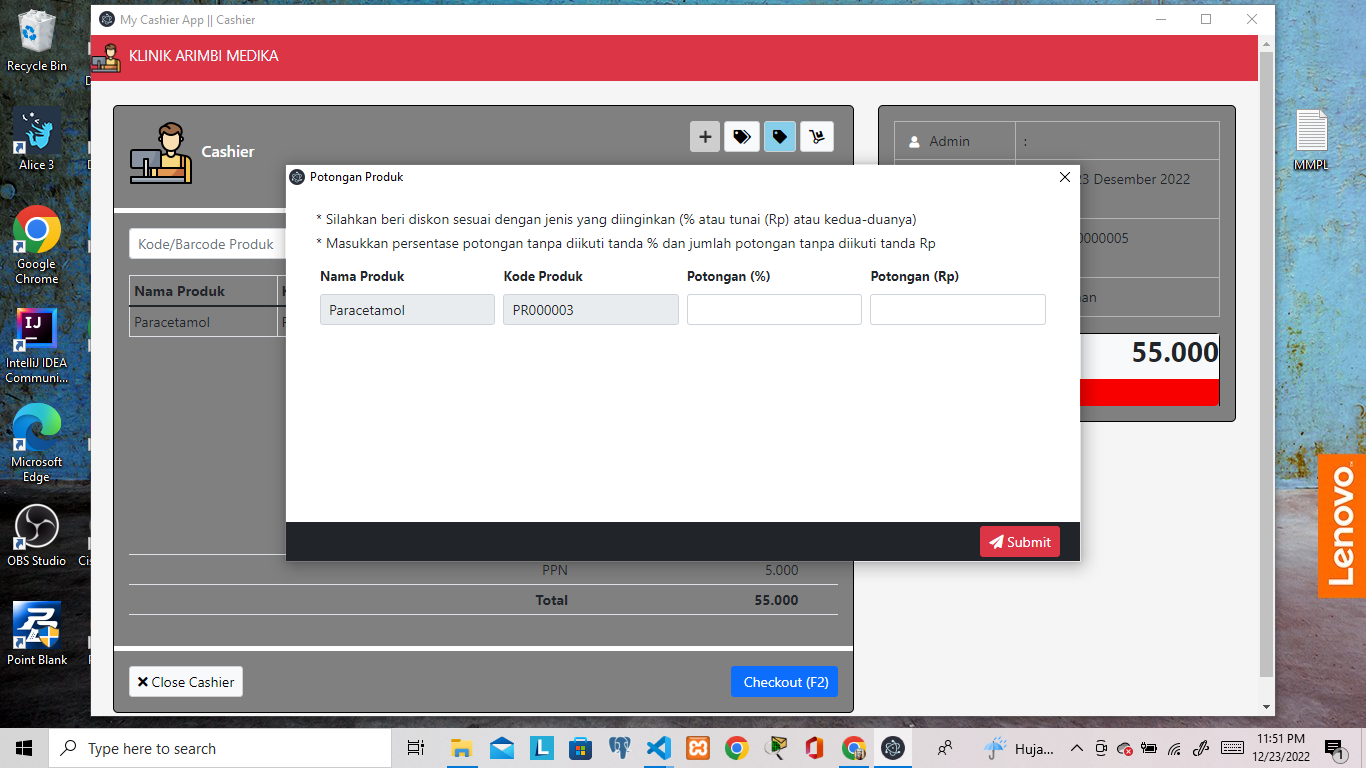 Recycle Bin
Alice 3
Google
Chrome
IntelliJ IDEA
Communi...
Microsoft
Edge
OBS Studio
Point Blank
My Cashier App || Cashier
KLINIK ARIMBI MEDIKA
Cashier
Kode/Barcode Produk
Nama Produk
Paracetamol
Potongan Produk
* Silahkan beri diskon sesuai dengan jenis yang diinginkan (% atau tunai (Rp) atau kedua-duanya)
* Masukkan persentase potongan tanpa diikuti tanda % dan jumlah potongan tanpa diikuti tanda Rp
Nama Produk Kode Produk Potongan (%) Potongan (Rp)
Paracetamol PR000003
Submit
PPN 5.000
Total 55.000
Close Cashier
Checkout (F2)
Admin :
23 Desember 2022
0000005
55.000
MMPL
Lenovo
Type here to search
Huja...
11:51 PM
12/23/2022
1